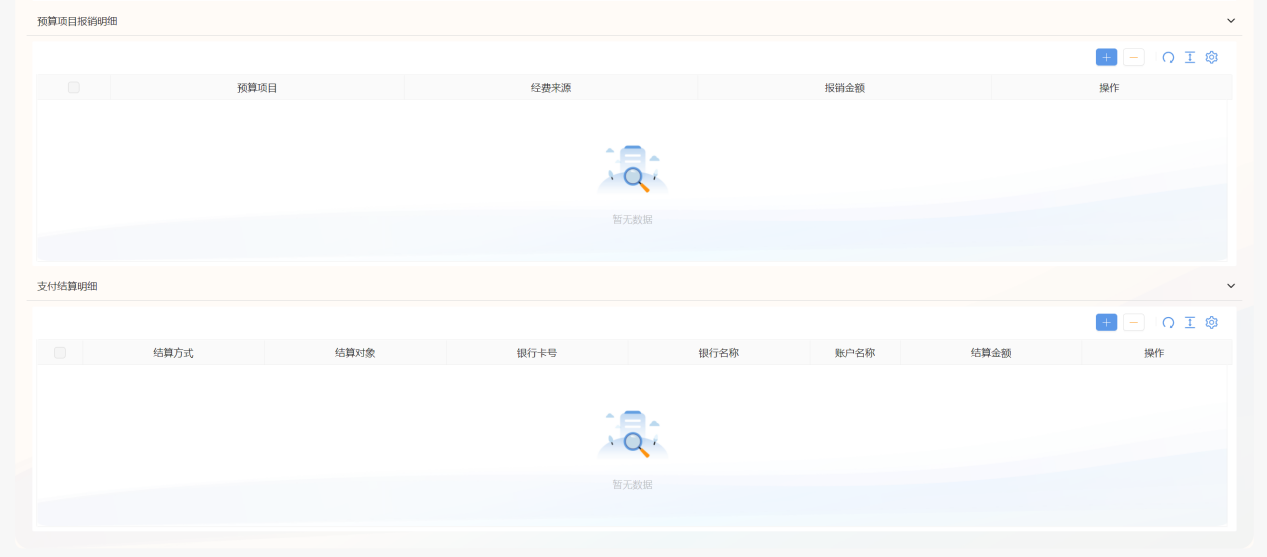 预算项目报销明细
预算项目 经费来源 报销金额 操作
暂无数据
支付结算明细
结算方式 结算对象 银行卡号 银行名称 账户名称 结算金额 操作
暂无数据